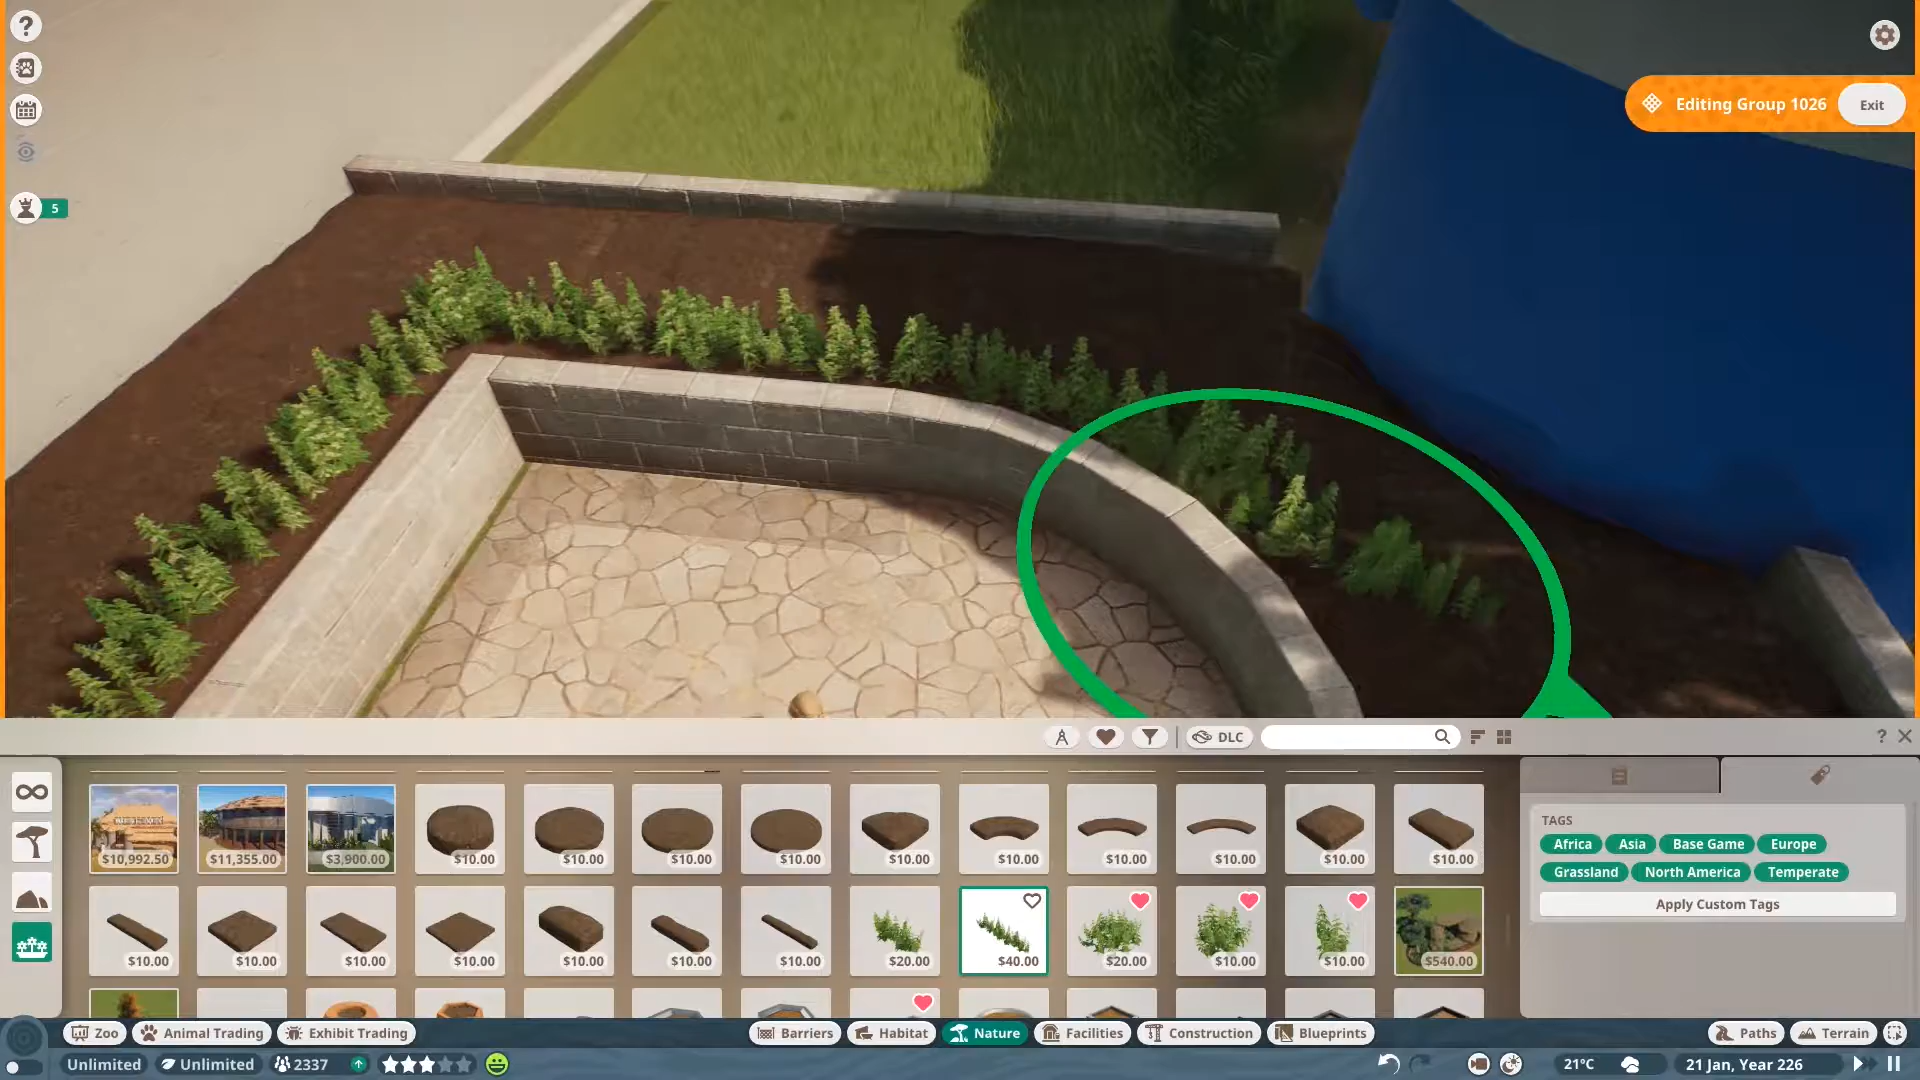 ?
5
Editing Group 1026 Exit
DLC ?
TAGS
Africa Asia Base Game Europe
Grassland North America Temperate
Apply Custom Tags
$10,992.50 $11,355.00 $3,900.00 $10.00 $10.00 $10.00 $10.00 $10.00 $10.00 $10.00 $10.00 $10.00 $10.00
$10.00 $10.00 $10.00 $10.00 $10.00 $10.00 $10.00 $20.00 $40.00 $20.00 $10.00 $10.00 $540.00
Zoo Animal Trading Exhibit Trading Barriers Habitat Nature Facilities Construction Blueprints Paths Terrain
Unlimited Unlimited 2337 21°C 21 Jan, Year 226